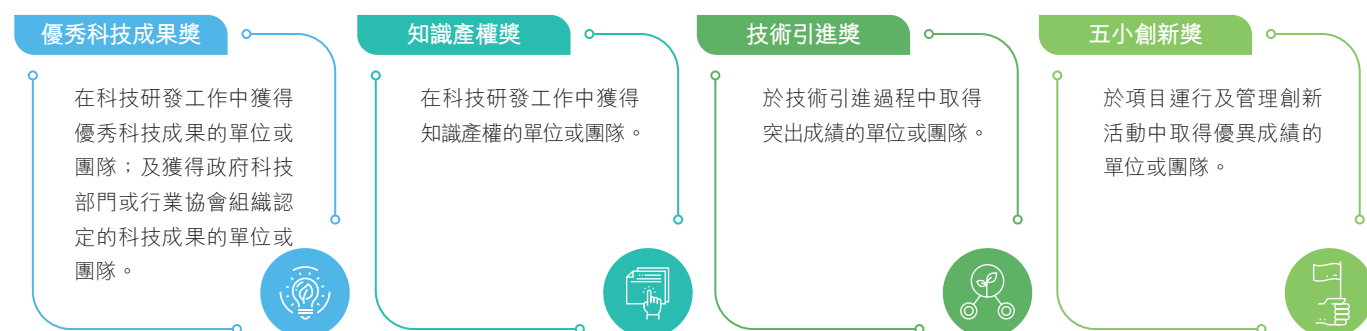 優秀科技成果獎
在科技研發工作中獲得
優秀科技成果的單位或
團隊；及獲得政府科技
部門或行業協會組織認
定的科技成果的單位或
團隊。
知識產權獎
在科技研發工作中獲得
知識產權的單位或團隊。
技術引進獎
於技術引進過程中取得
突出成績的單位或團隊。
五小創新獎
於項目運行及管理創新
活動中取得優異成績的
單位或團隊。